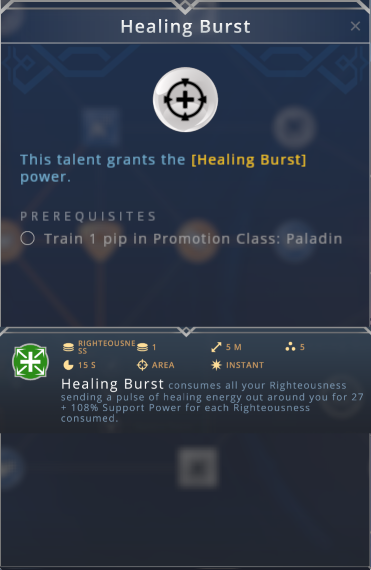 Healing Burst
This talent grants the [Healing Burst]
power.
PREREQUISITES
Train 1 pip in Promotion Class: Paladin
RIGHTEOUSNE
SS
1
5 M
5
15 S
AREA
INSTANT
Healing Burst consumes all your Righteousness
sending a pulse of healing energy out around you for 27
+ 108% Support Power for each Righteousness
consumed.